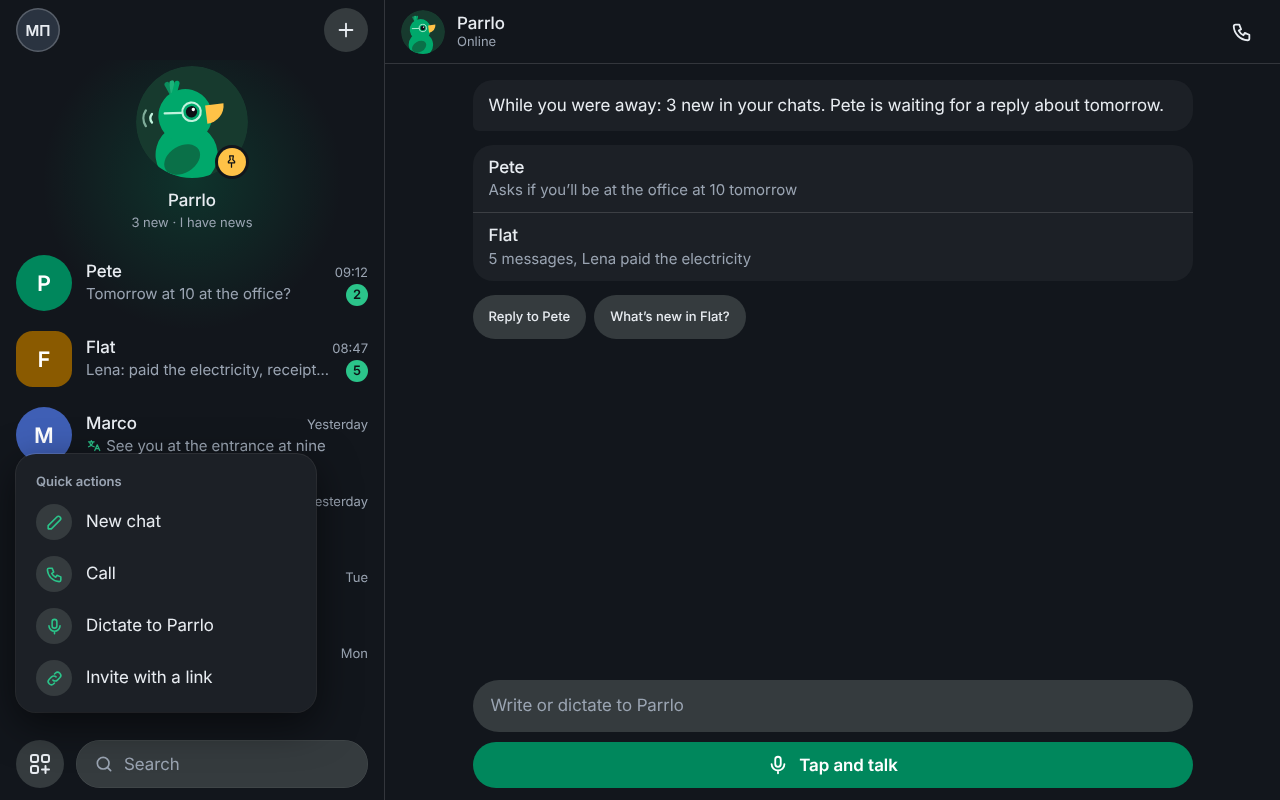 МП
Parrlo
3 new · I have news
Pete
09:12
Tomorrow at 10 at the office?
2
P
Flat
08:47
Lena: paid the electricity, receipt…
5
F
Marco
Yesterday
See you at the entrance at nine
M
esterday
Tue
Mon
Quick actions
New chat
Call
Dictate to Parrlo
Invite with a link
Search
Parrlo
Online
While you were away: 3 new in your chats. Pete is waiting for a reply about tomorrow.
Pete
Asks if you’ll be at the office at 10 tomorrow
Flat
5 messages, Lena paid the electricity
Reply to Pete
What’s new in Flat?
Write or dictate to Parrlo
Tap and talk